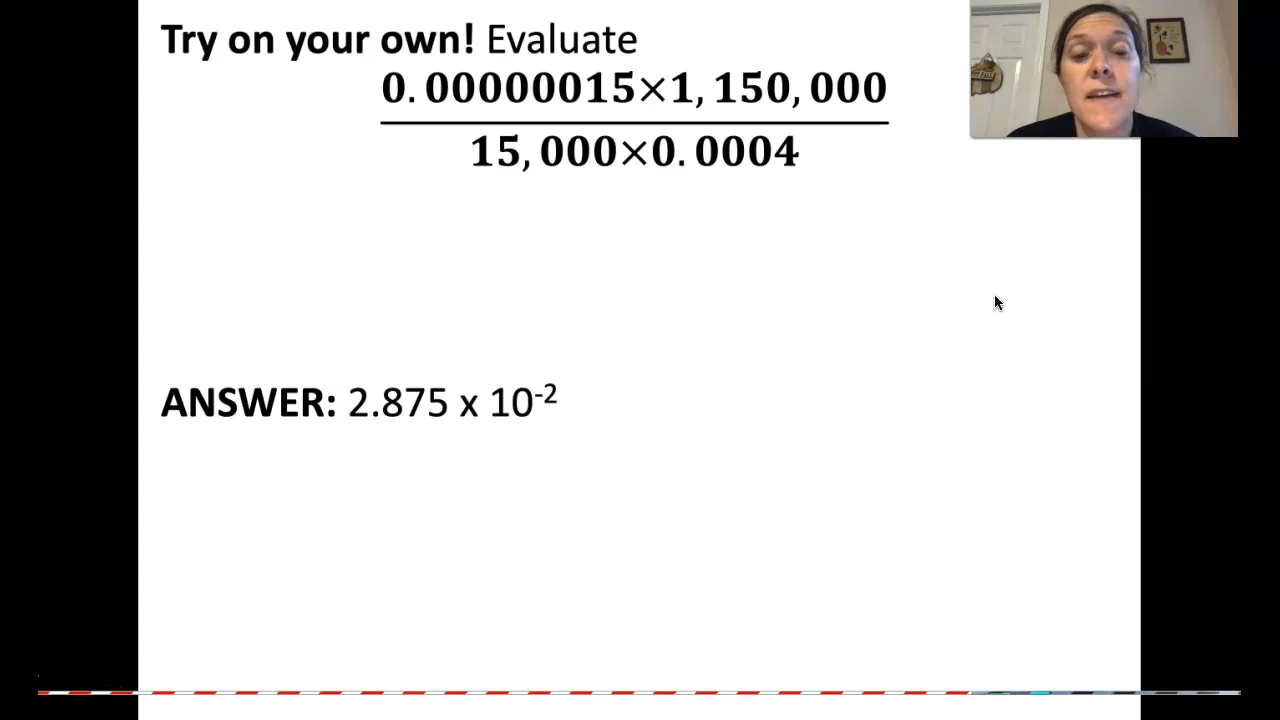 Try on your own! Evaluate
0.00000015×1,150,000
15,000×0.0004
ANSWER: 2.875 x 10⁻²